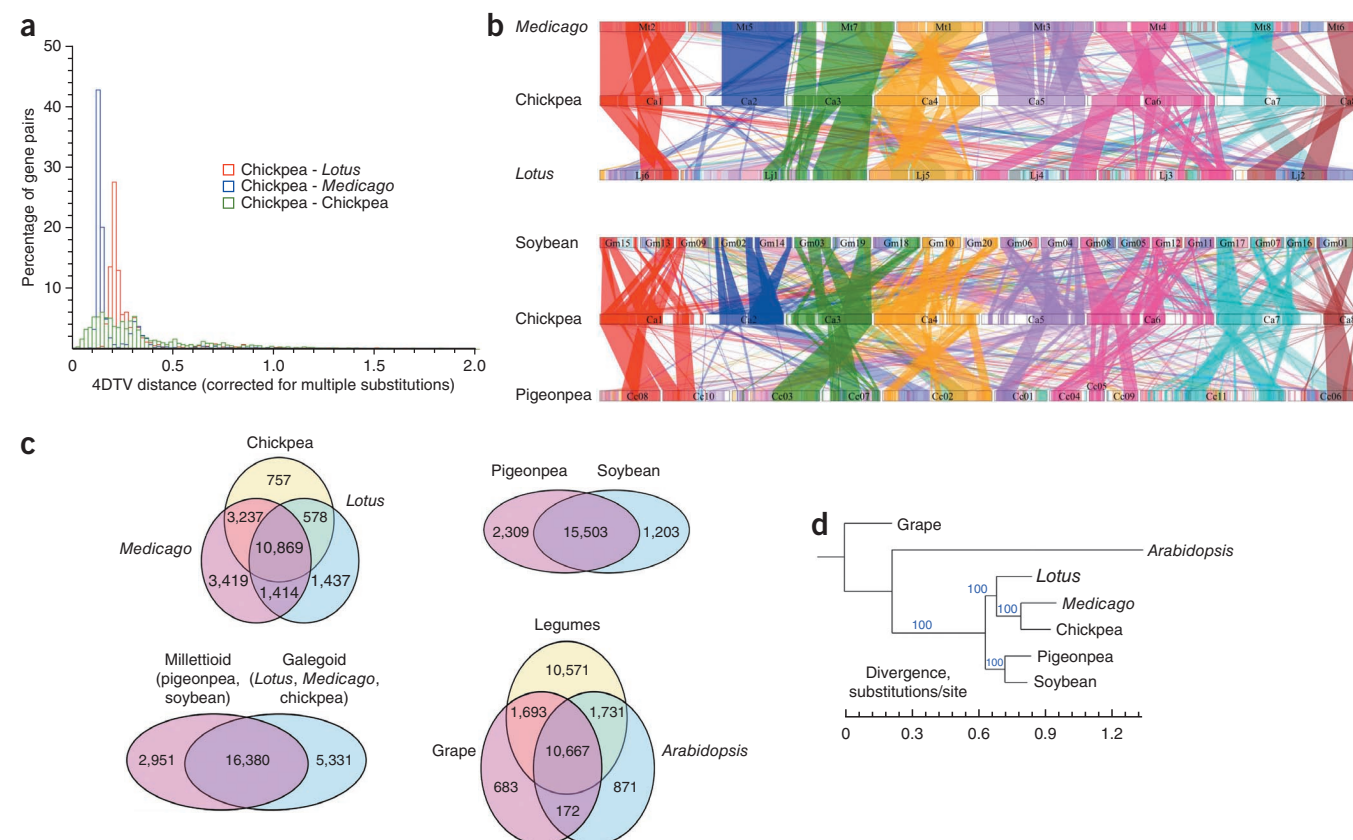 a
50
40
30
20
10
Percentage of gene pairs
Chickpea - Lotus
Chickpea - Medicago
Chickpea - Chickpea
0
0.5
1.0
1.5
2.0
4DTV distance (corrected for multiple substitutions)
b
Medicago
Mt2 Mt5 Mt7 Mt1 Mt3 Mt4 Mt8 Mt6
Chickpea
Ca1 Ca2 Ca3 Ca4 Ca5 Ca6 Ca7
Lotus
Lj6 Lj1 Lj5 Lj4 Lj3 Lj2
Soybean
Gm15 Gm13 Gm09 Gm02 Gm14 Gm03 Gm19 Gm18 Gm10 Gm20 Gm06 Gm04 Gm08 Gm05 Gm12 Gm11 Gm17 Gm07 Gm16 Gm01
Chickpea
Ca1 Ca2 Ca3 Ca4 Ca5 Ca6 Ca7
Pigeonpea
Cc08 Cc10 Cc03 Cc07 Cc02 Cc01 Cc04 Cc05 Cc09 Cc11 Cc06
c
Chickpea
757
Lotus
3,237
578
Medicago
10,869
3,419
1,437
1,414
Pigeonpea
Soybean
2,309
15,503
1,203
Millettioid
(pigeonpea,
soybean)
Galegoid
(Lotus, Medicago,
chickpea)
2,951
16,380
5,331
Legumes
10,571
1,693
1,731
Grape
10,667
Arabidopsis
683
871
172
d
Grape
Arabidopsis
Lotus
100
Medicago
100
Chickpea
100
Pigeonpea
100
Soybean
Divergence,
substitutions/site
0
0.3
0.6
0.9
1.2